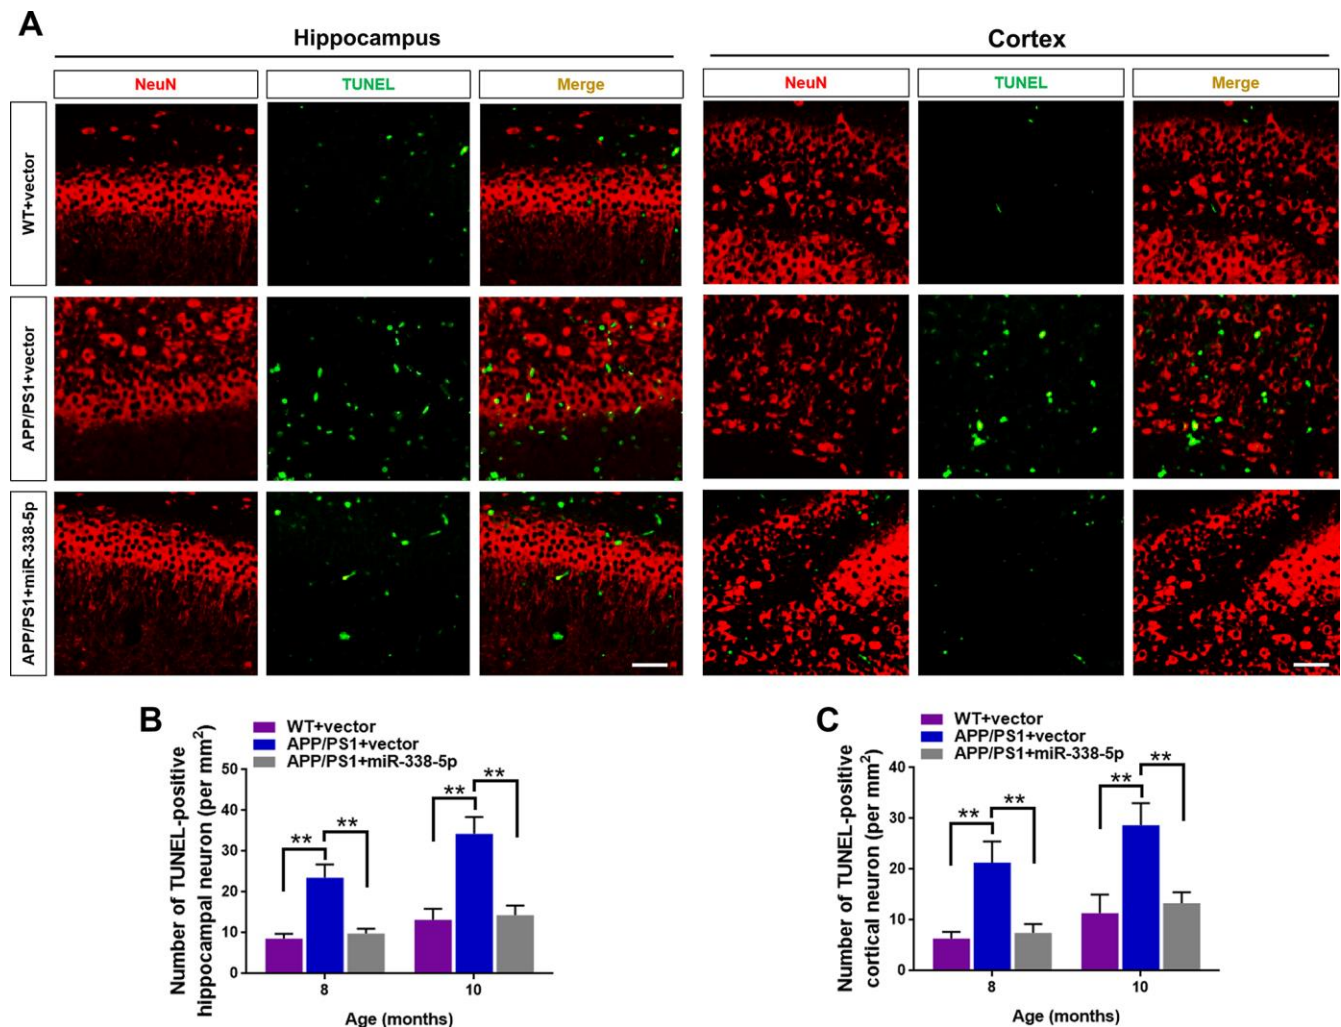 A
Hippocampus
Cortex
NeuN
TUNEL
Merge
NeuN
TUNEL
Merge
WT+vector
APP/PS1+vector
APP/PS1+miR-338-5p
B
WT+vector
APP/PS1+vector
APP/PS1+miR-338-5p
Number of TUNEL-positive
hippocampal neuron (per mm²)
50
40
30
20
10
0
**
**
**
**
8
10
Age (months)
C
WT+vector
APP/PS1+vector
APP/PS1+miR-338-5p
Number of TUNEL-positive
cortical neuron (per mm²)
40
30
20
10
0
**
**
**
**
8
10
Age (months)